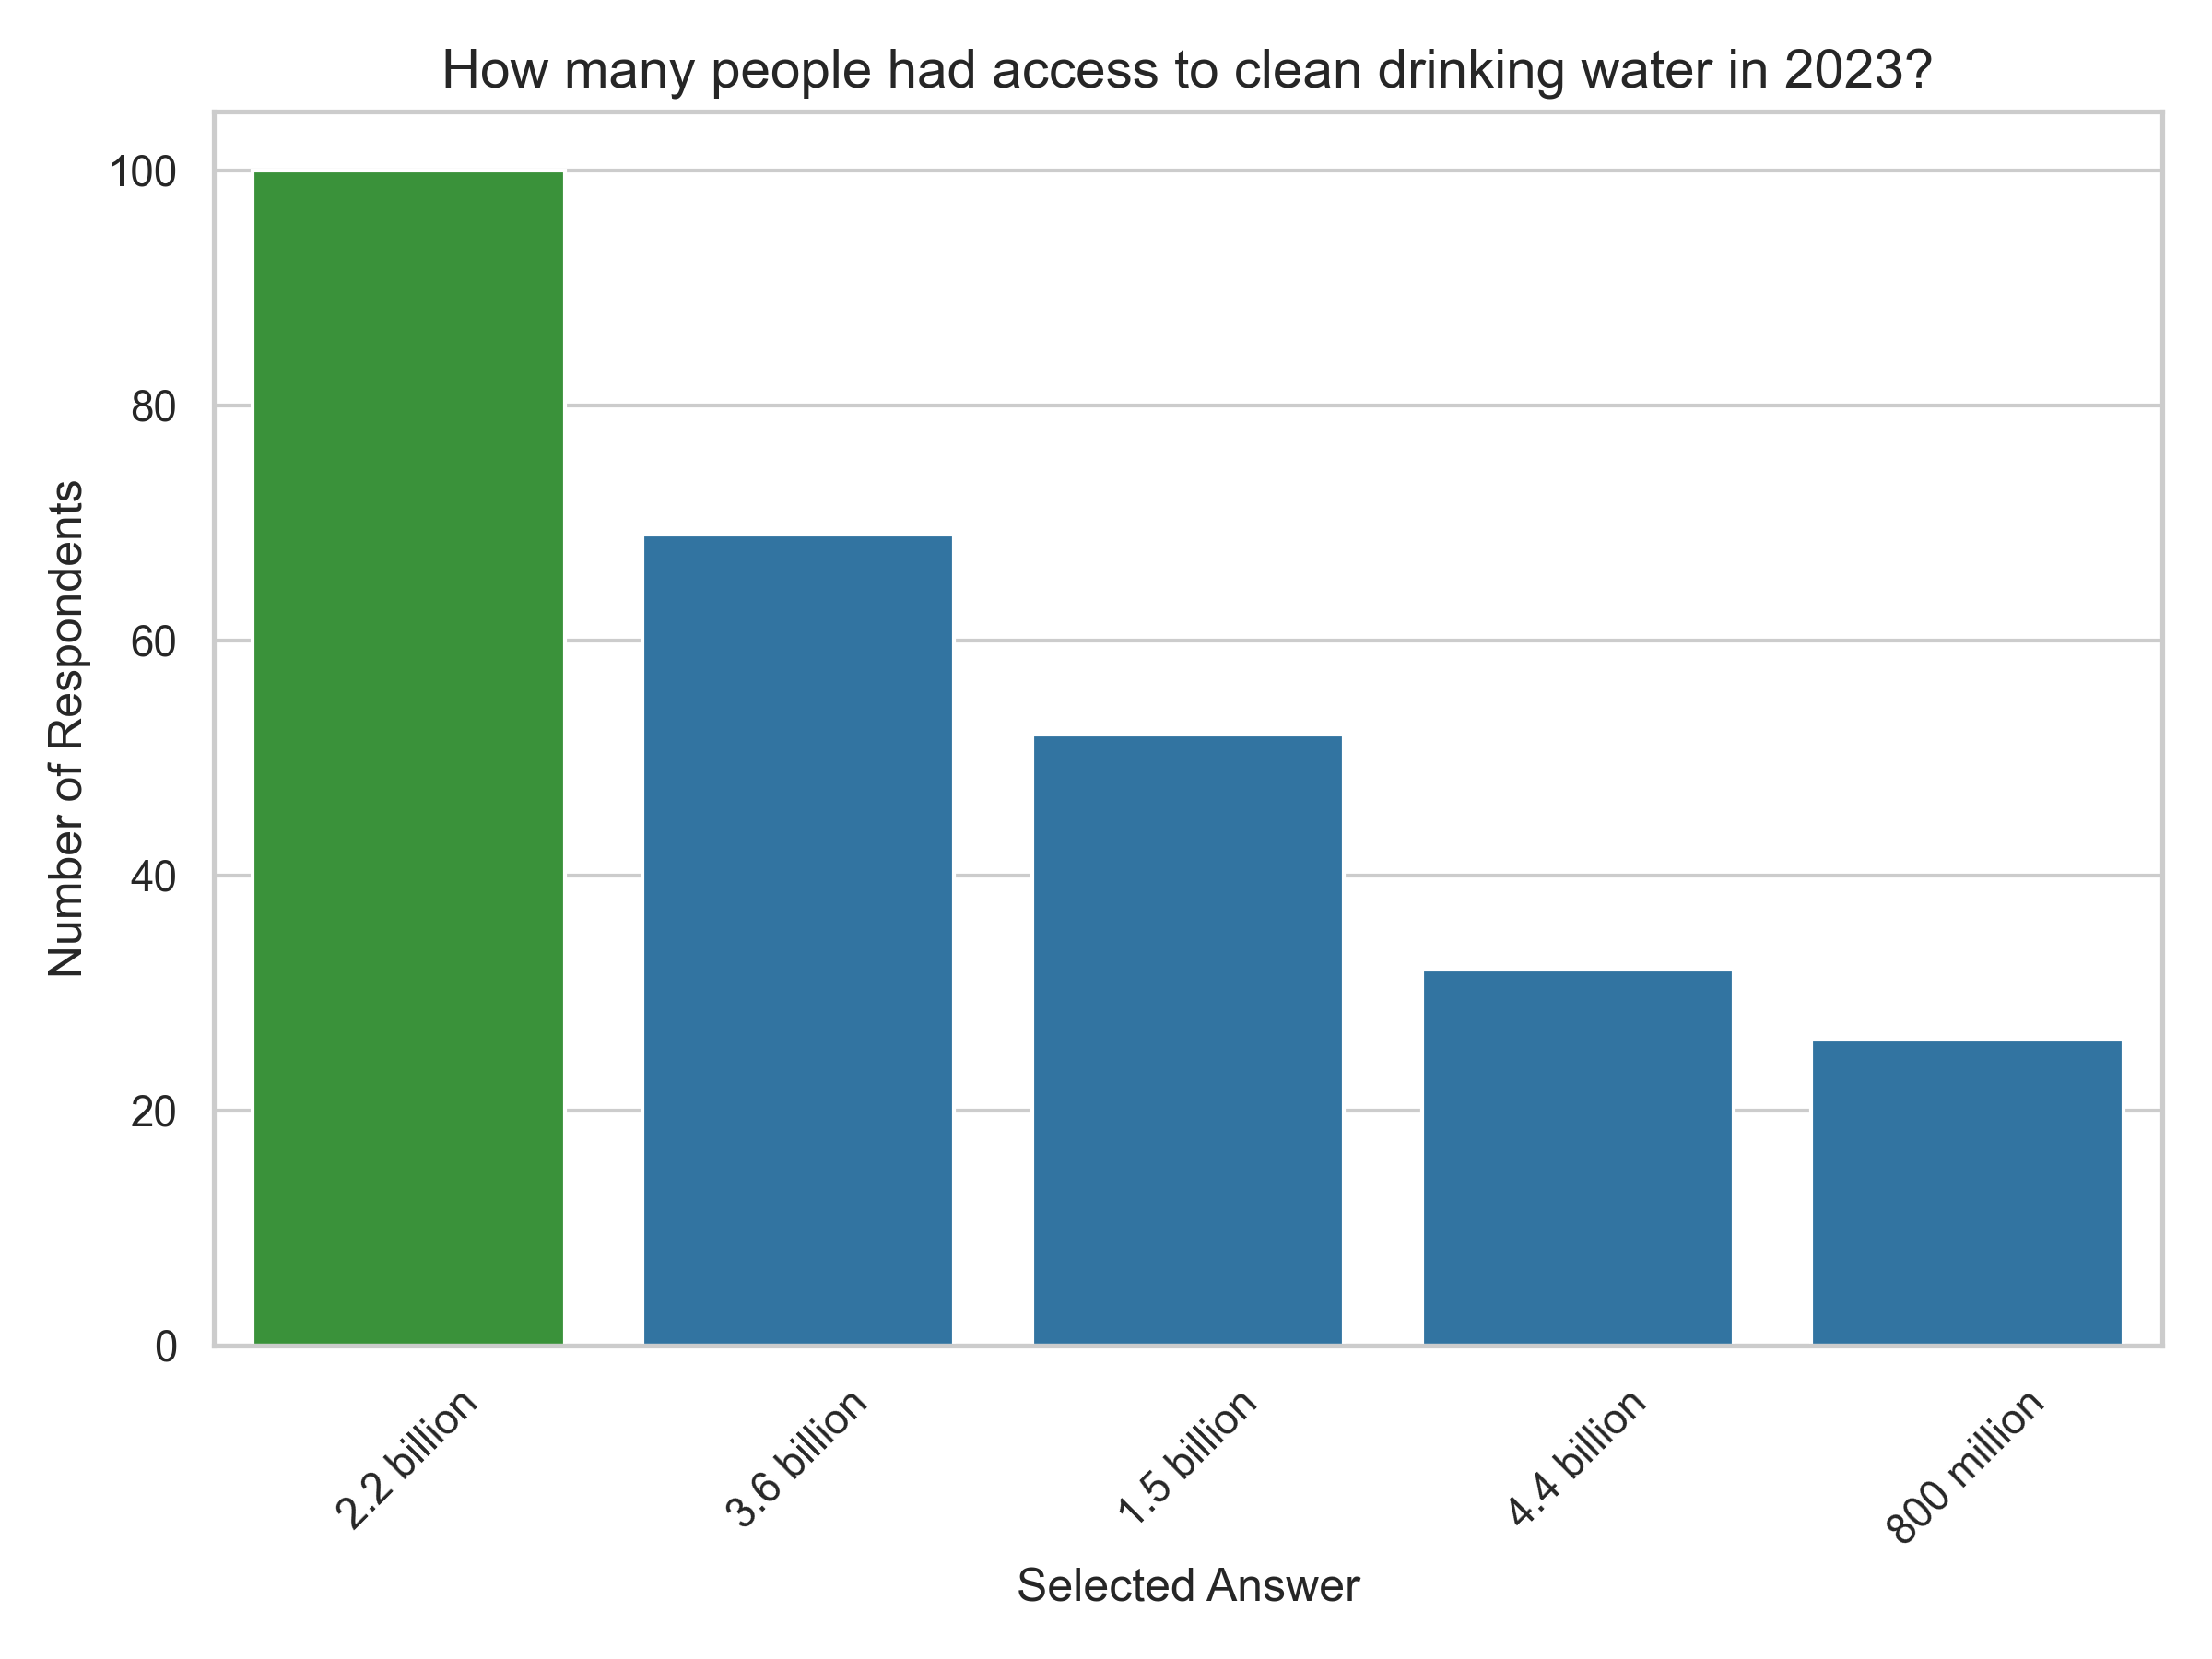 How many people had access to clean drinking water in 2023?
100
80
60
40
20
0
Number of Respondents
2.2 billion
3.6 billion
1.5 billion
4.4 billion
800 million
Selected Answer